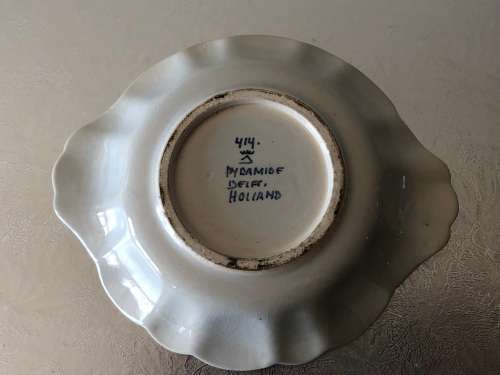 414.
PYRAMIDE
DELFT.
HOLLAND